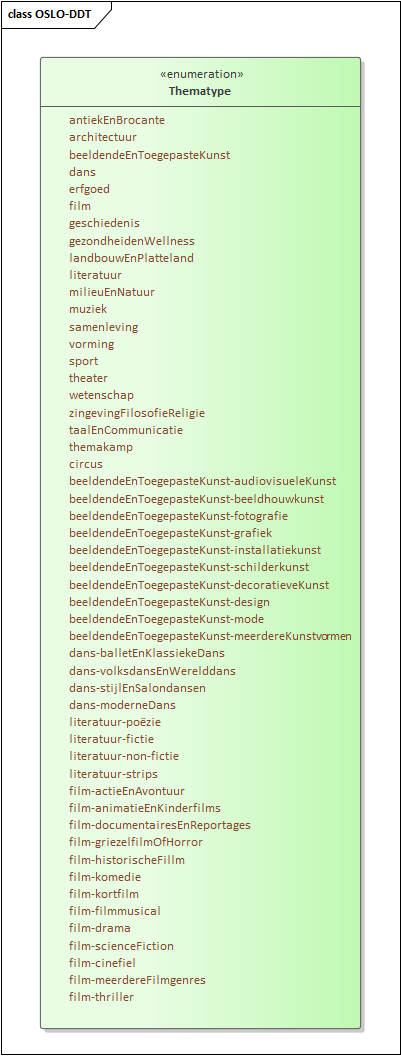 class OSLO-DDT
«enumeration»
Thematype
antiekEnBrocante
architectuur
beeldendeEnToegepasteKunst
dans
erfgoed
film
geschiedenis
gezondheidenWellness
landbouwEnPlatteland
literatuur
milieuEnNatuur
muziek
samenleving
vorming
sport
theater
wetenschap
zingevingFilosofieReligie
taalEnCommunicatie
themakamp
circus
beeldendeEnToegepasteKunst-audiovisueleKunst
beeldendeEnToegepasteKunst-beeldhouwkunst
beeldendeEnToegepasteKunst-fotografie
beeldendeEnToegepasteKunst-grafiek
beeldendeEnToegepasteKunst-installatiekunst
beeldendeEnToegepasteKunst-schilderkunst
beeldendeEnToegepasteKunst-decoratieveKunst
beeldendeEnToegepasteKunst-design
beeldendeEnToegepasteKunst-mode
beeldendeEnToegepasteKunst-meerdereKunstvormen
dans-balletEnKlassiekeDans
dans-volksdansEnWerelddans
dans-stijlEnSalondansen
dans-moderneDans
literatuur-poëzie
literatuur-fictie
literatuur-non-fictie
literatuur-strips
film-actieEnAvontuur
film-animatieEnKinderfilms
film-documentairesEnReportages
film-griezelfilmOfHorror
film-historischeFillm
film-komedie
film-kortfilm
film-filmmusical
film-drama
film-scienceFiction
film-cinefiel
film-meerdereFilmgenres
film-thriller